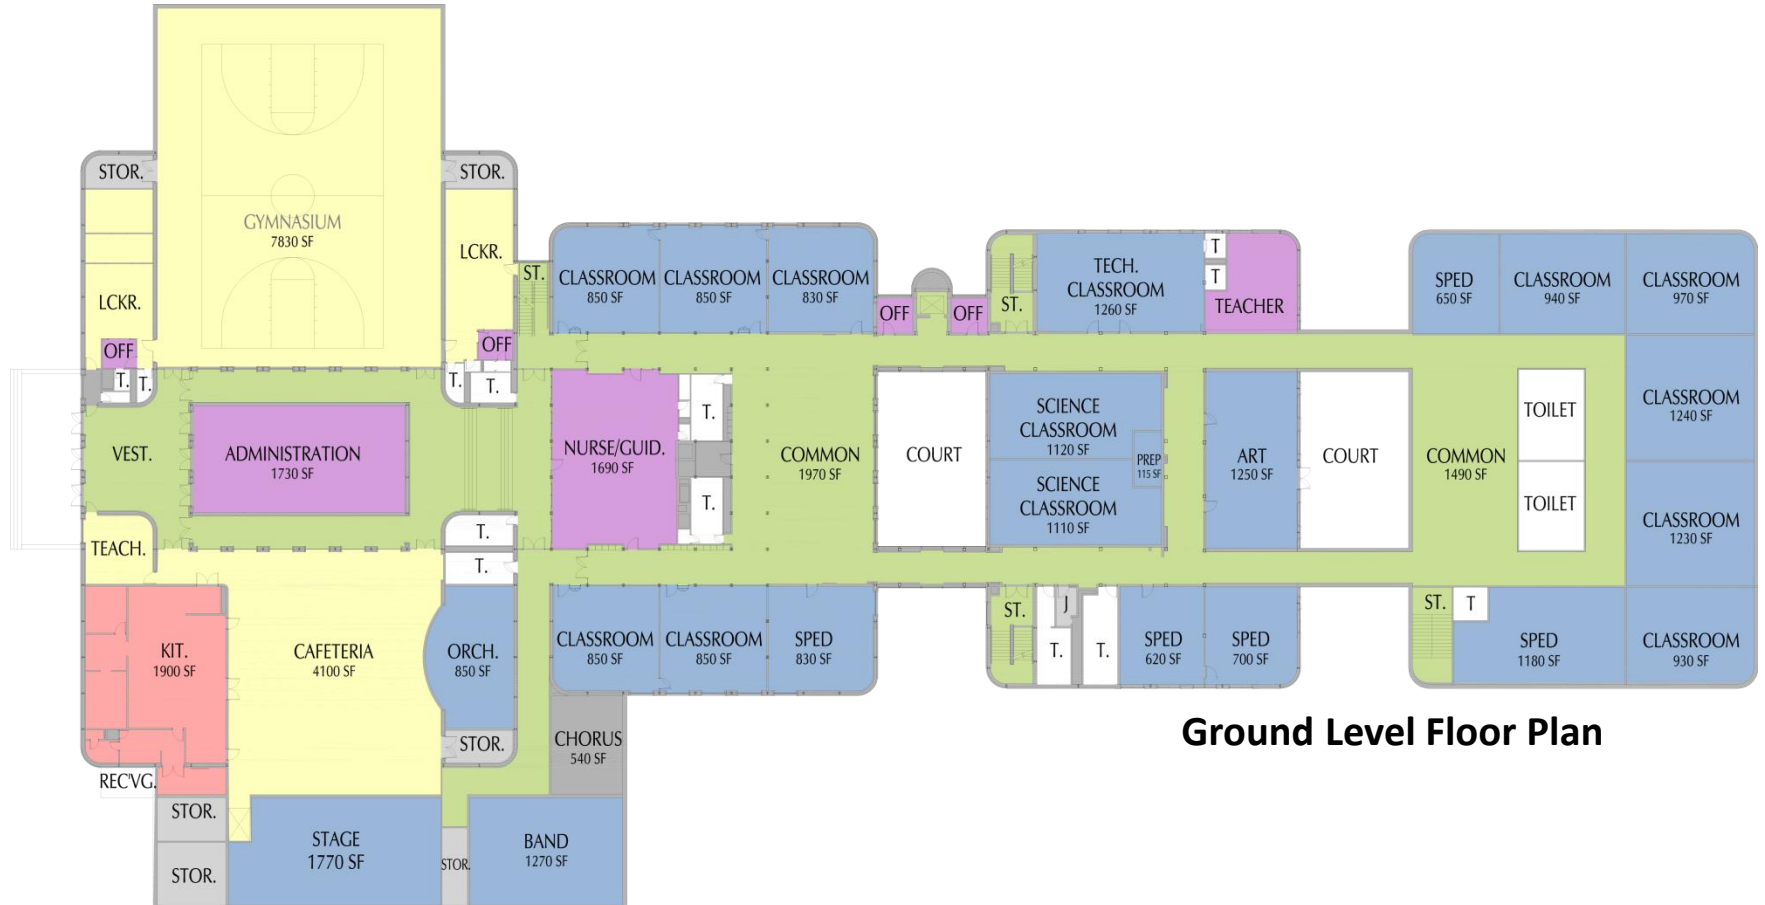 STOR.
STOR.
GYMNASIUM
7830 SF
LCKR.
LCKR.
OFF
OFF
T.
T.
T.
T.
ST.
CLASSROOM
850 SF
CLASSROOM
850 SF
CLASSROOM
830 SF
OFF
OFF
ST.
TECH.
CLASSROOM
1260 SF
T
T
TEACHER
SPED
650 SF
CLASSROOM
940 SF
CLASSROOM
970 SF
VEST.
ADMINISTRATION
1730 SF
NURSE/GUID.
1690 SF
T.
T.
COMMON
1970 SF
COURT
SCIENCE
CLASSROOM
1120 SF
PREP
115 SF
SCIENCE
CLASSROOM
1110 SF
ART
1250 SF
COURT
COMMON
1490 SF
TOILET
TOILET
CLASSROOM
1240 SF
CLASSROOM
1230 SF
TEACH.
T.
T.
KIT.
1900 SF
CAFETERIA
4100 SF
ORCH.
850 SF
CLASSROOM
850 SF
CLASSROOM
850 SF
SPED
830 SF
ST.
J
T.
T.
SPED
620 SF
SPED
700 SF
ST.
T
SPED
1180 SF
CLASSROOM
930 SF
STOR.
CHORUS
540 SF
Ground Level Floor Plan
REC'VG.
STOR.
STOR.
STAGE
1770 SF
STOR.
BAND
1270 SF